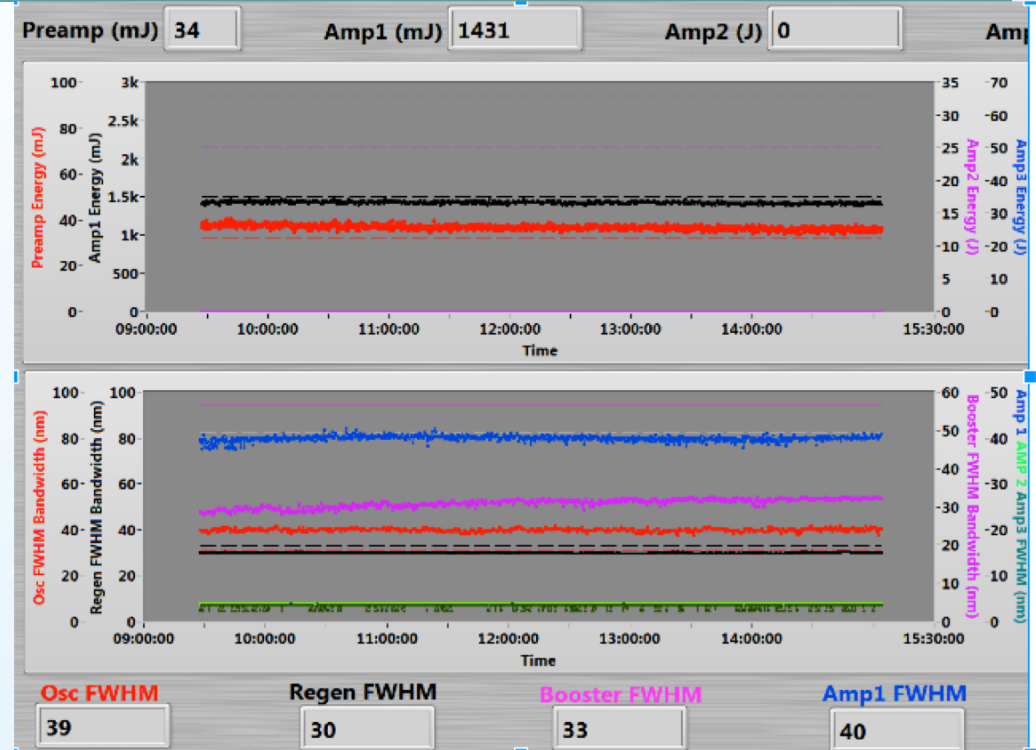 Preamp (mJ) 34 Amp1 (mJ) 1431 Amp2 (J) 0 Amp
Preamp Energy (mJ)
Amp1 Energy (mJ)
100 80 60 40 20 0
3k 2.5k 2k 1.5k 1k 500 0
35 30 25 20 15 10 5 0
70 60 50 40 30 20 10 0
Amp2 Energy (J)
Amp3 Energy (J)
09:00:00 10:00:00 11:00:00 12:00:00 13:00:00 14:00:00 15:30:00
Time
Osc FWHM Bandwidth (nm)
Regen FWHM Bandwidth (nm)
100 80 60 40 20 0
100 80 60 40 20 0
60 50 40 30 20 10 0
50 40 30 20 10 0
Booster FWHM Bandwidth (nm)
Amp 1 AMP 2 Amp3 FWHM (nm)
09:00:00 10:00:00 11:00:00 12:00:00 13:00:00 14:00:00 15:30:00
Time
Osc FWHM Regen FWHM Booster FWHM Amp1 FWHM
39 30 33 40